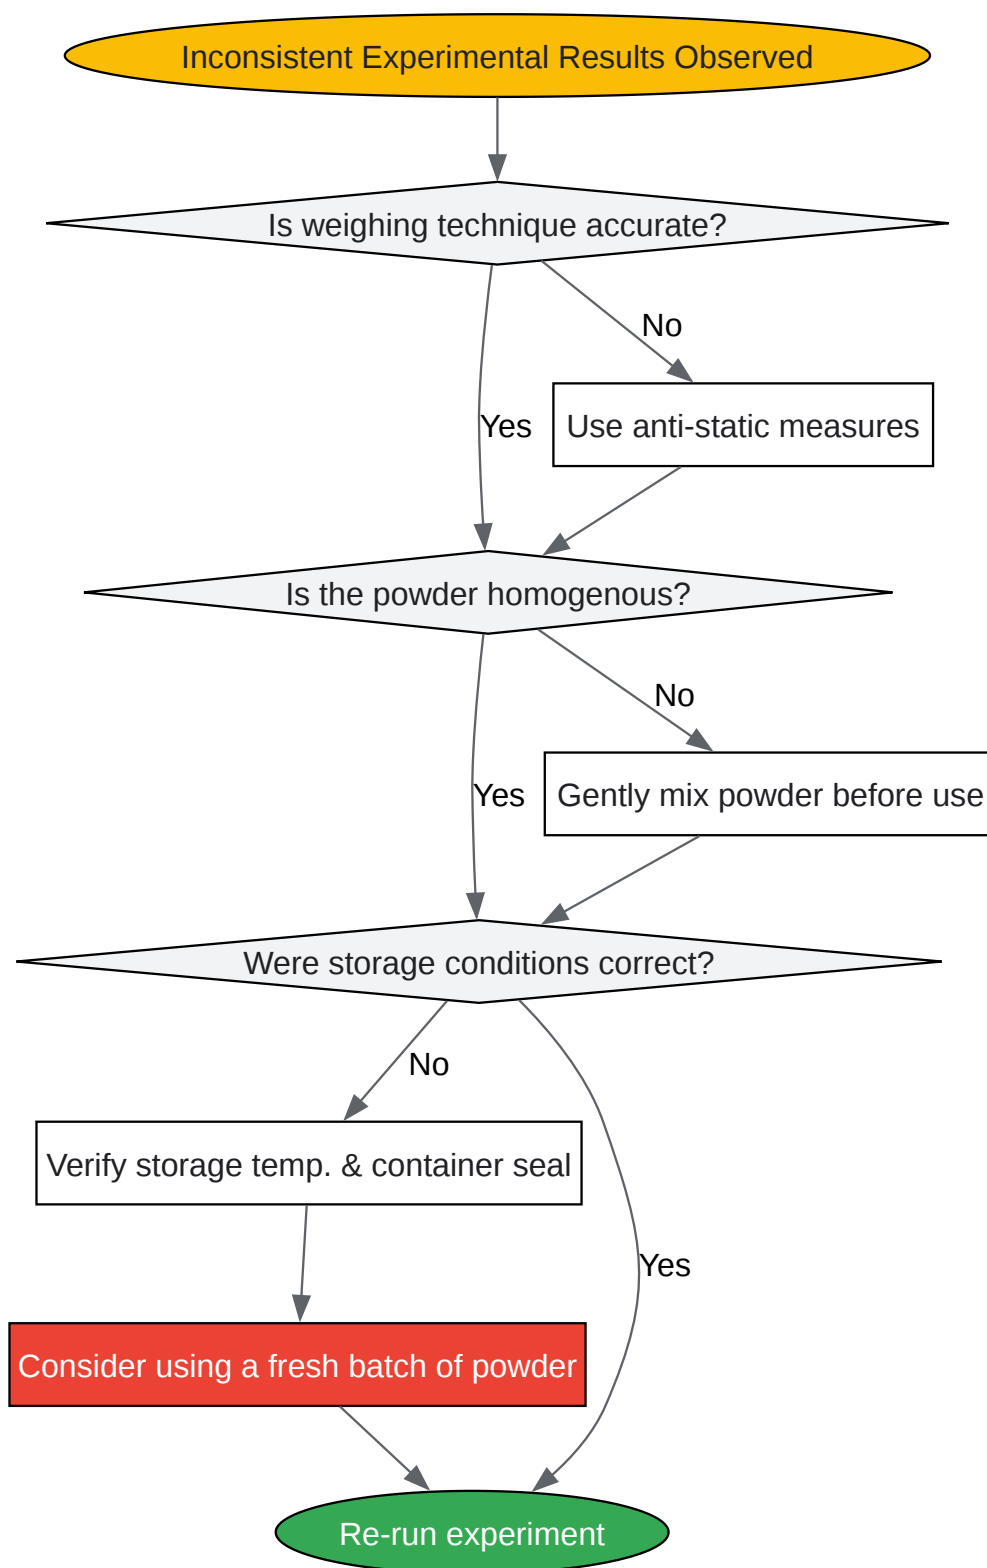 Inconsistent Experimental Results Observed
Is weighing technique accurate?
No
Yes
Use anti-static measures
Is the powder homogenous?
No
Yes
Gently mix powder before use
Were storage conditions correct?
No
Verify storage temp. & container seal
Yes
Consider using a fresh batch of powder
Re-run experiment